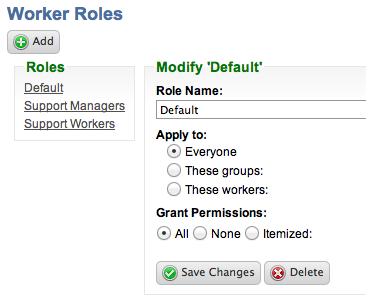 Worker Roles
Add
Roles
Default
Support Managers
Support Workers
Modify 'Default'
Role Name:
Default
Apply to:
Everyone
These groups:
These workers:
Grant Permissions:
All None Itemized:
Save Changes Delete